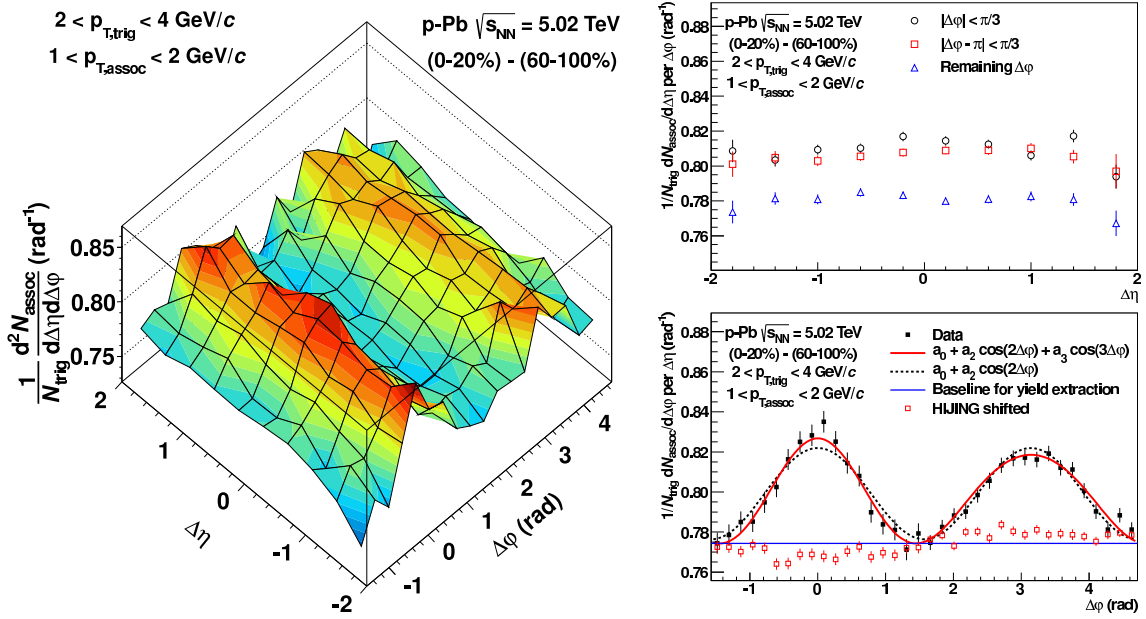 2 < p_T,trig < 4 GeV/c
1 < p_T,assoc < 2 GeV/c
p-Pb √s_NN = 5.02 TeV
(0-20%) - (60-100%)
1/N_trig d²N_assoc/dΔηdΔφ (rad⁻¹)
0.85
0.80
0.75
2
1
0
-1
-2
Δη
-1
0
1
2
3
4
Δφ (rad)
p-Pb √s_NN = 5.02 TeV
(0-20%) - (60-100%)
2 < p_T,trig < 4 GeV/c
1 < p_T,assoc < 2 GeV/c
|Δφ| < π/3
|Δφ - π| < π/3
Remaining Δφ
1/N_trig dN_assoc/dΔη per Δφ (rad⁻¹)
0.88
0.86
0.84
0.82
0.80
0.78
0.76
-2
-1
0
1
2
Δη
p-Pb √s_NN = 5.02 TeV
(0-20%) - (60-100%)
2 < p_T,trig < 4 GeV/c
1 < p_T,assoc < 2 GeV/c
Data
a₀ + a₂ cos(2Δφ) + a₃ cos(3Δφ)
a₀ + a₂ cos(2Δφ)
Baseline for yield extraction
HIJING shifted
1/N_trig dN_assoc/dΔφ per Δη (rad⁻¹)
0.88
0.86
0.84
0.82
0.80
0.78
0.76
-1
0
1
2
3
4
Δφ (rad)